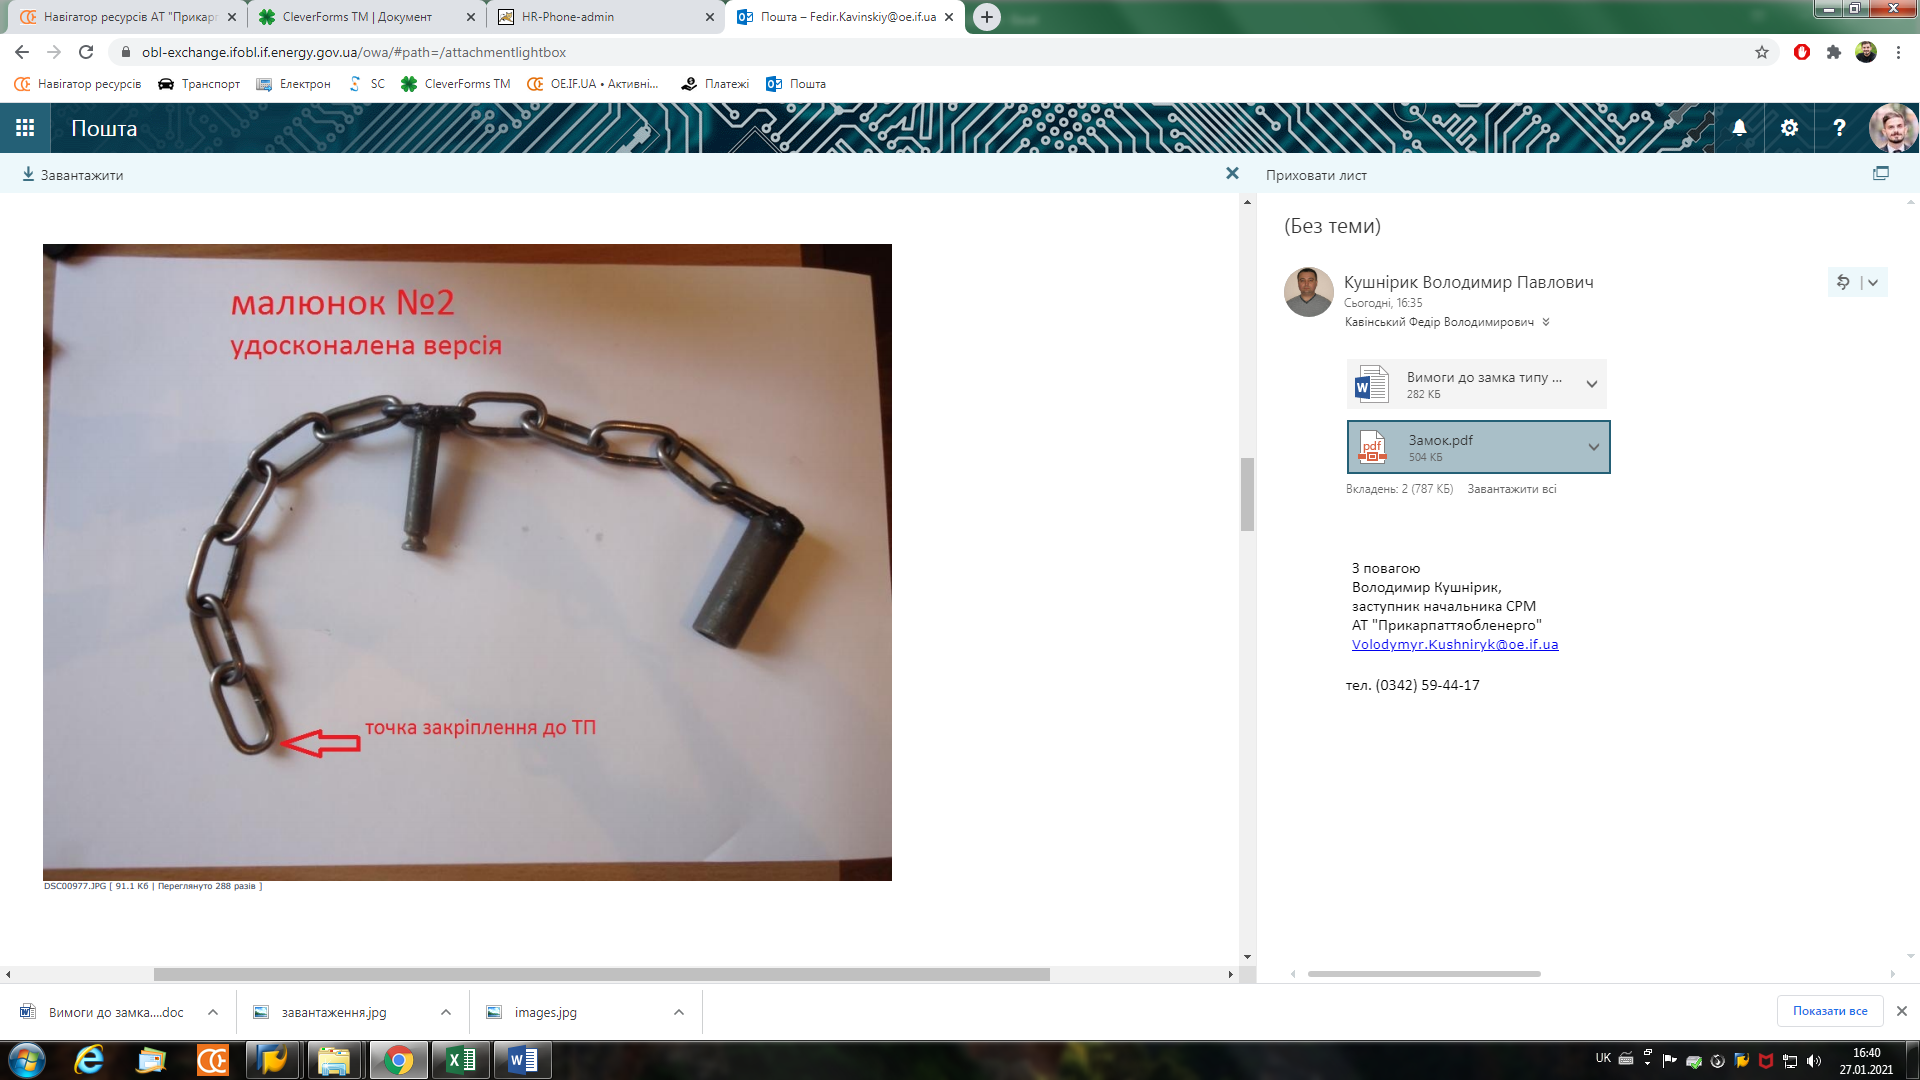 Навігатор ресурсів АТ "Прикарп
CleverForms TM | Документ
HR-Phone-admin
Пошта – Fedir.Kavinskiy@oe.if.ua
obl-exchange.ifobl.if.energy.gov.ua/owa/#path=/attachmentlightbox
Навігатор ресурсів
Транспорт
Електрон
SC
CleverForms TM
OE.IF.UA • Активні...
Платежі
Пошта
Пошта
Завантажити
Приховати лист
малюнок №2
удосконалена версія
точка закріплення до ТП
DSC00977.JPG [ 91.1 Кб | Переглянуто 288 разів ]
(Без теми)
Кушнірик Володимир Павлович
Сьогодні, 16:35
Кавінський Федір Володимирович
Вимоги до замка типу ...
282 КБ
pdf
Замок.pdf
504 КБ
Вкладень: 2 (787 КБ) Завантажити всі
З повагою
Володимир Кушнірик,
заступник начальника СРМ
АТ "Прикарпаттяобленерго"
Volodymyr.Kushniryk@oe.if.ua
тел. (0342) 59-44-17
Вимоги до замка....doc
завантаження.jpg
images.jpg
Показати все
UK
16:40
27.01.2021